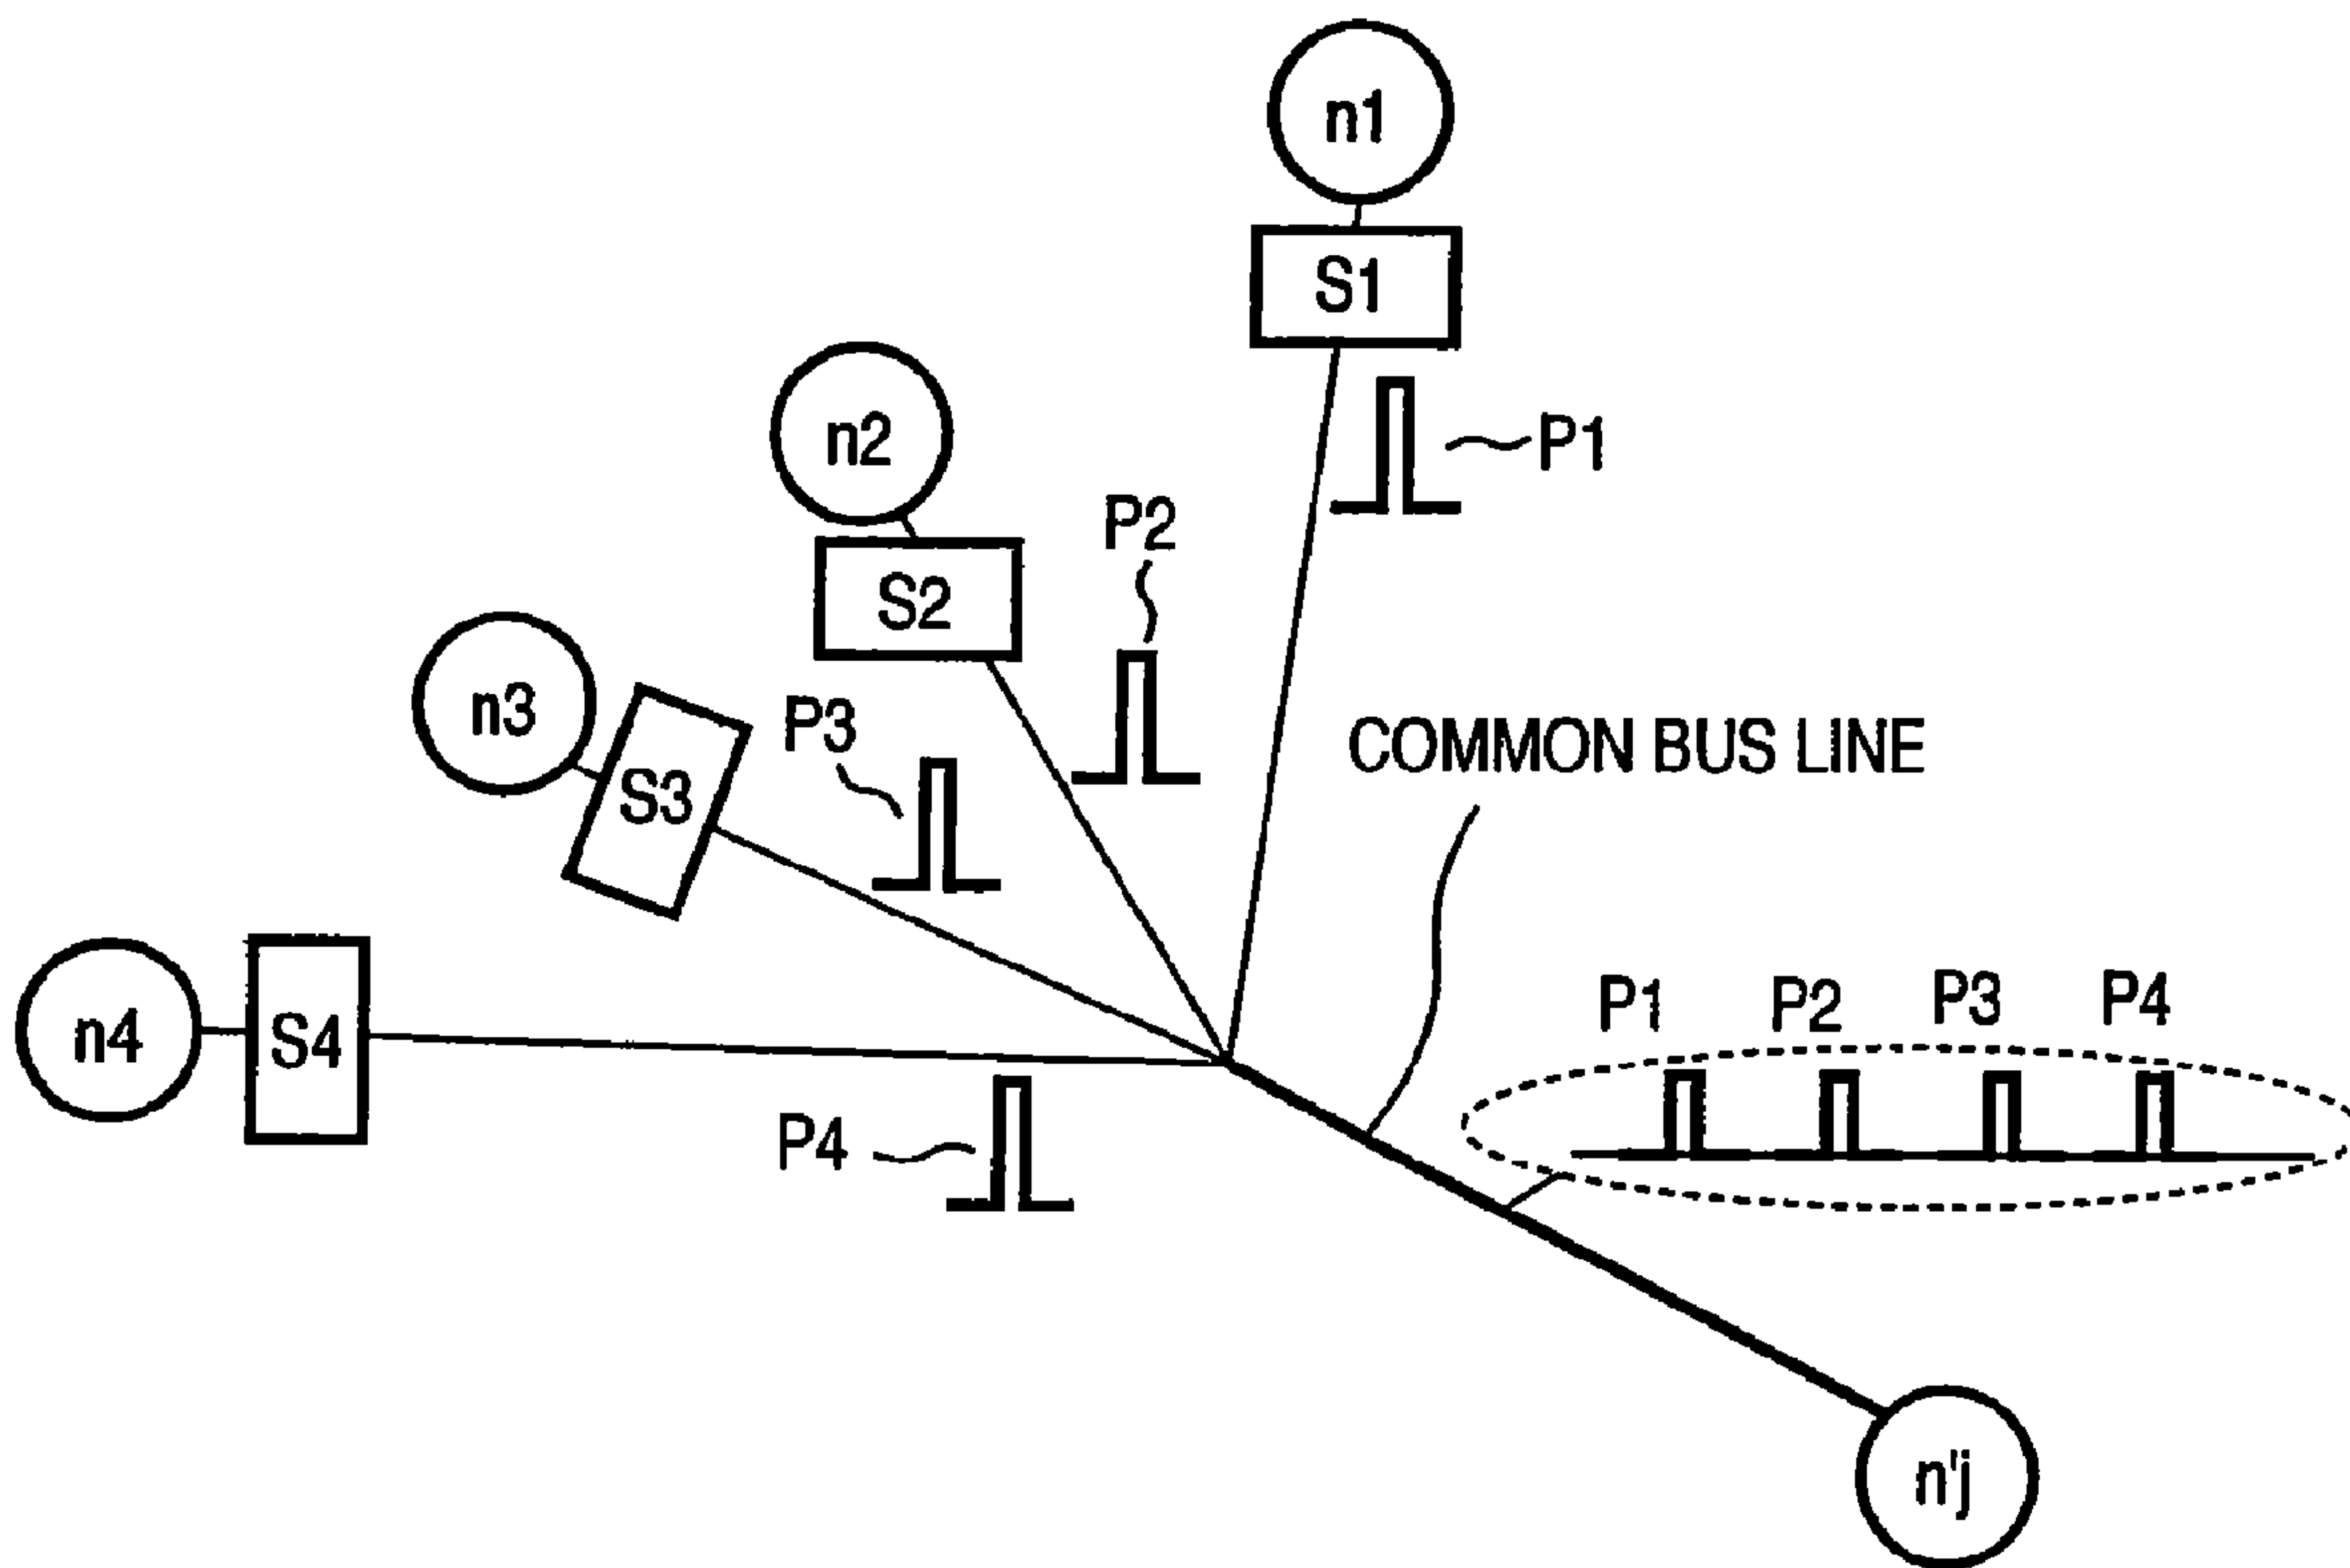 n1
S1
P1
n2
P2
S2
n3
P3
S3
COMMON BUS LINE
n4
S4
P1 P2 P3 P4
P4
n'j